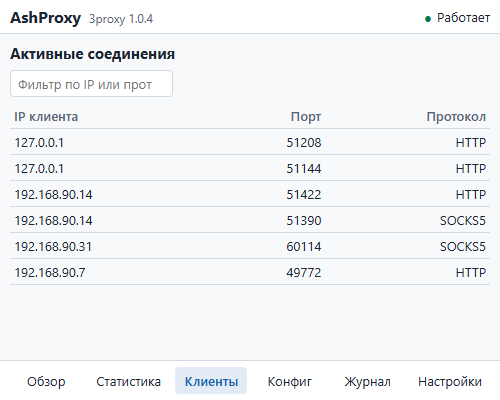 AshProxy 3proxy 1.0.4 ● Работает
Активные соединения
Фильтр по IP или прот
IP клиента Порт Протокол
127.0.0.1 51208 HTTP
127.0.0.1 51144 HTTP
192.168.90.14 51422 HTTP
192.168.90.14 51390 SOCKS5
192.168.90.31 60114 SOCKS5
192.168.90.7 49772 HTTP
Обзор Статистика Клиенты Конфиг Журнал Настройки